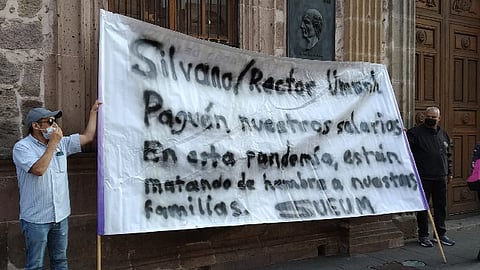 Silvano/Rector Umsnh
Paguén nuestros salarios
En esta pandemia, están
matando de hambre a nuestras
familias. SUEUM